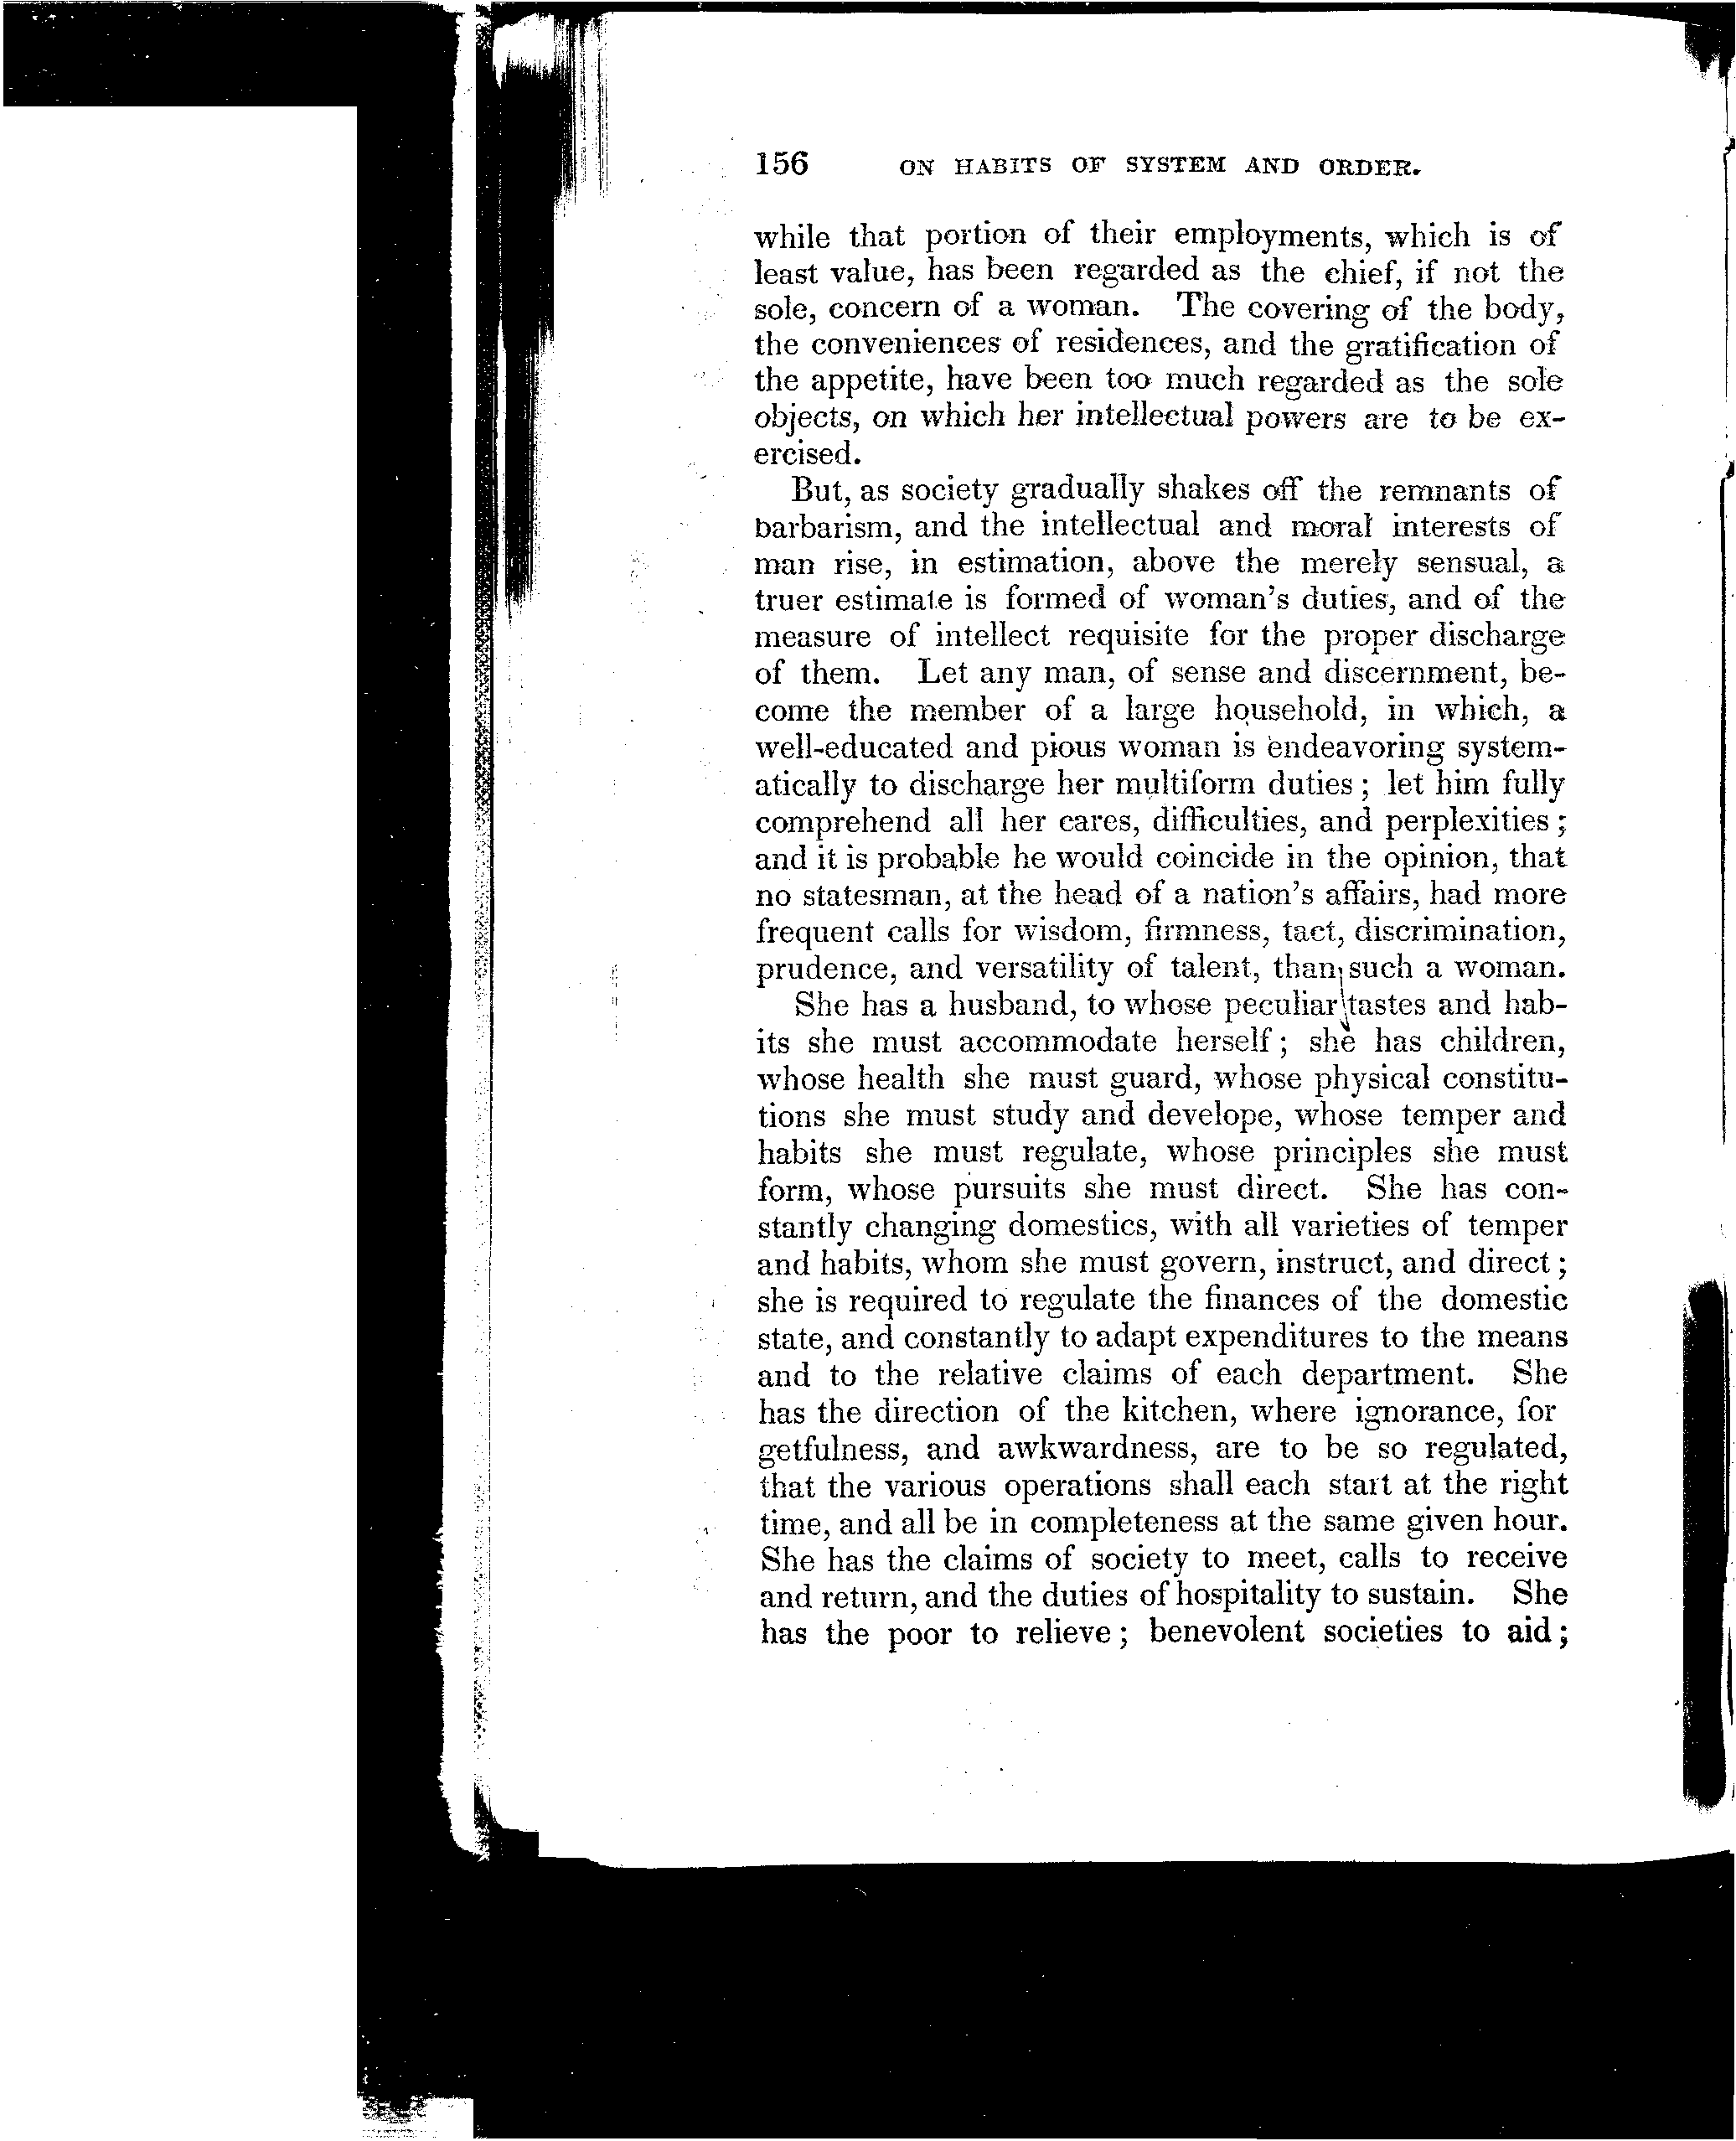 156 ON HABITS OF SYSTEM AND ORDER.
while that portion of their employments, which is of
least value, has been regarded as the chief, if not the
sole, concern of a woman. The covering of the body,
the conveniences of residences, and the gratification of
the appetite, have been too much regarded as the sole
objects, on which her intellectual powers are to be ex-
ercised.
But, as society gradually shakes off the remnants of
barbarism, and the intellectual and moral interests of
man rise, in estimation, above the merely sensual, a
truer estimate is formed of woman's duties, and of the
measure of intellect requisite for the proper discharge
of them. Let any man, of sense and discernment, be-
come the member of a large household, in which, a
well-educated and pious woman is endeavoring system-
atically to discharge her multiform duties; let him fully
comprehend all her cares, difficulties, and perplexities;
and it is probable he would coincide in the opinion, that
no statesman, at the head of a nation's affairs, had more
frequent calls for wisdom, firmness, tact, discrimination,
prudence, and versatility of talent, than such a woman.
She has a husband, to whose peculiar tastes and hab-
its she must accommodate herself; she has children,
whose health she must guard, whose physical constitu-
tions she must study and develope, whose temper and
habits she must regulate, whose principles she must
form, whose pursuits she must direct. She has con-
stantly changing domestics, with all varieties of temper
and habits, whom she must govern, instruct, and direct;
she is required to regulate the finances of the domestic
state, and constantly to adapt expenditures to the means
and to the relative claims of each department. She
has the direction of the kitchen, where ignorance, for
getfulness, and awkwardness, are to be so regulated,
that the various operations shall each start at the right
time, and all be in completeness at the same given hour.
She has the claims of society to meet, calls to receive
and return, and the duties of hospitality to sustain. She
has the poor to relieve; benevolent societies to aid;